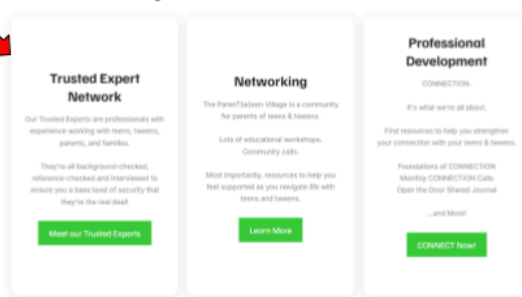 Trusted Expert
Network
Our Trusted Experts are professionals with
experience working with teens, tweens,
parents, and families.
They're all background-checked,
reference-checked and interviewed to
ensure you a base level of security that
they're the real deal!
Meet our Trusted Experts
Networking
The ParenT(w)een Village is a community
for parents of teens & tweens.
Lots of educational workshops.
Community calls.
Most importantly, resources to help you
feel supported as you navigate life with
teens and tweens.
Learn More
Professional
Development
CONNECTION.
It's what we're all about.
Find resources to help you strengthen
your connection with your teens & tweens.
Foundations of CONNECTION
Monthly CONNECTION Calls
Open the Door Shared Journal
...and More!
CONNECT Now!